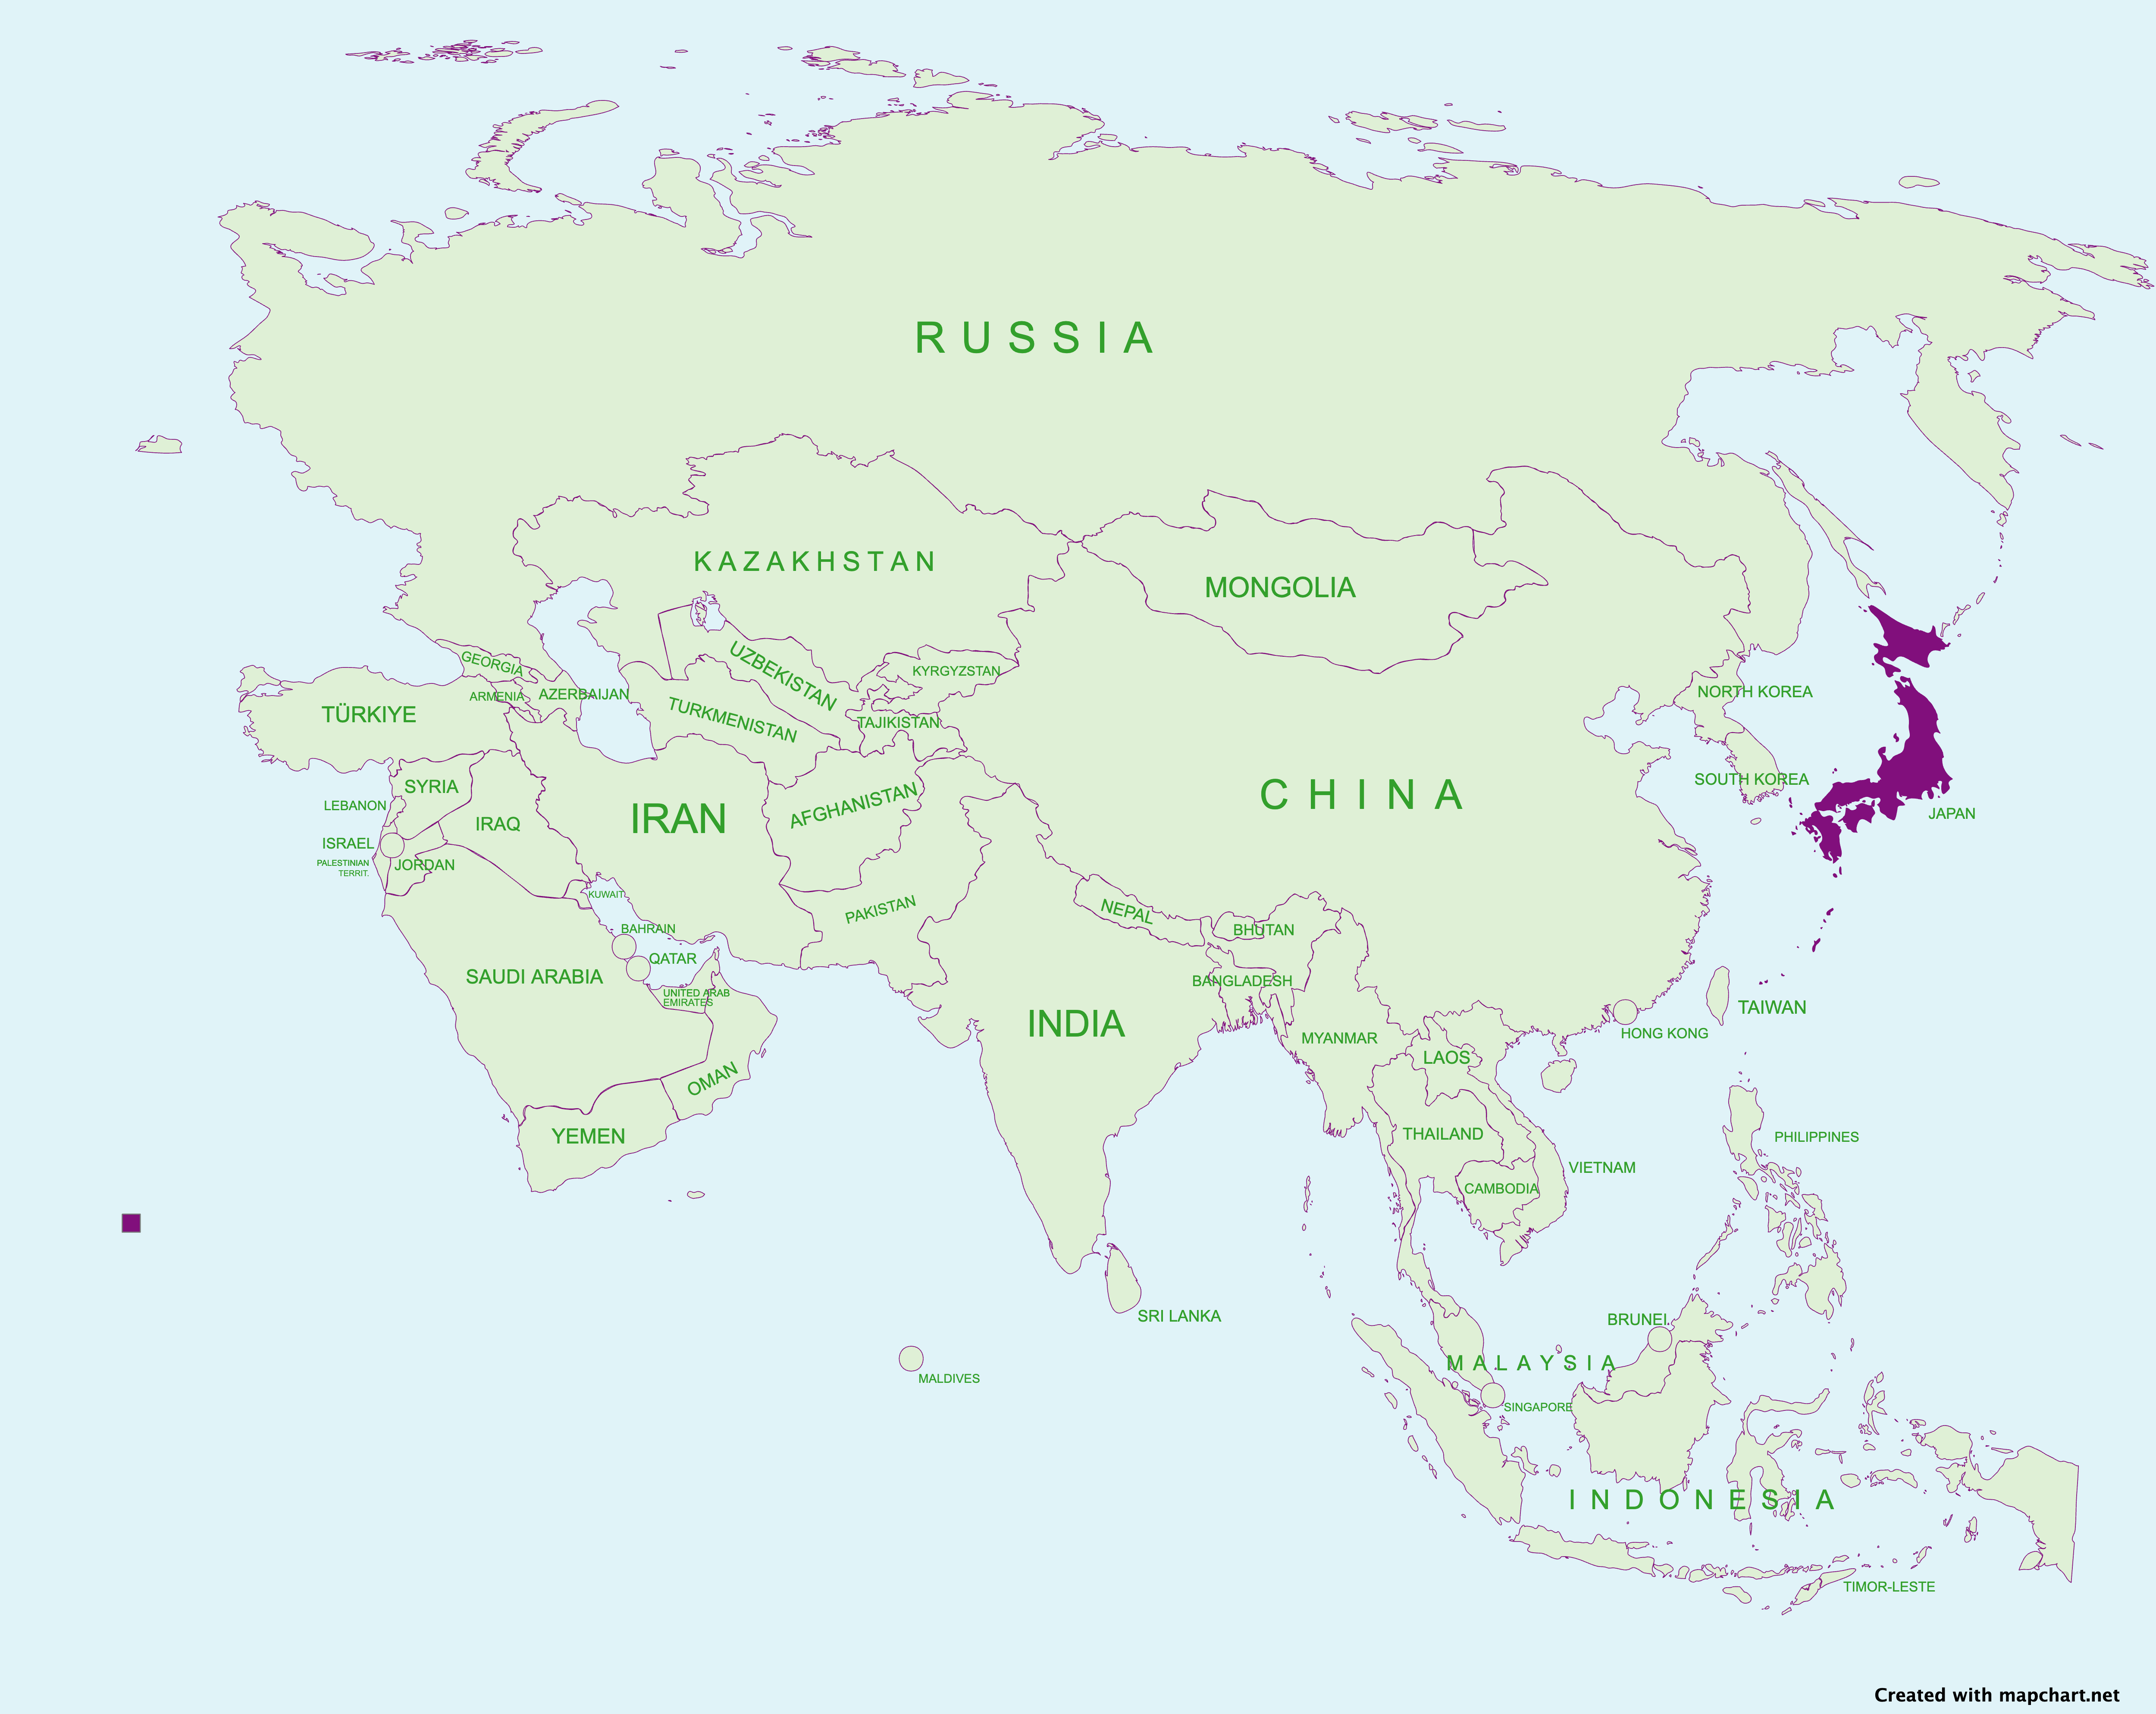 RUSSIA
KAZAKHSTAN
MONGOLIA
UZBEKISTAN
GEORGIA
KYRGYZSTAN
ARMENIA
AZERBAIJAN
NORTH KOREA
TÜRKIYE
TURKMENISTAN
TAJIKISTAN
SOUTH KOREA
SYRIA
CHINA
LEBANON
AFGHANISTAN
IRAN
JAPAN
IRAQ
ISRAEL
PALESTINIAN
TERRIT.
JORDAN
KUWAIT
PAKISTAN
NEPAL
BAHRAIN
BHUTAN
QATAR
SAUDI ARABIA
BANGLADESH
UNITED ARAB
EMIRATES
TAIWAN
INDIA
HONG KONG
MYANMAR
LAOS
OMAN
YEMEN
THAILAND
PHILIPPINES
VIETNAM
CAMBODIA
SRI LANKA
BRUNEI
MALAYSIA
MALDIVES
SINGAPORE
INDONESIA
TIMOR-LESTE
Created with mapchart.net